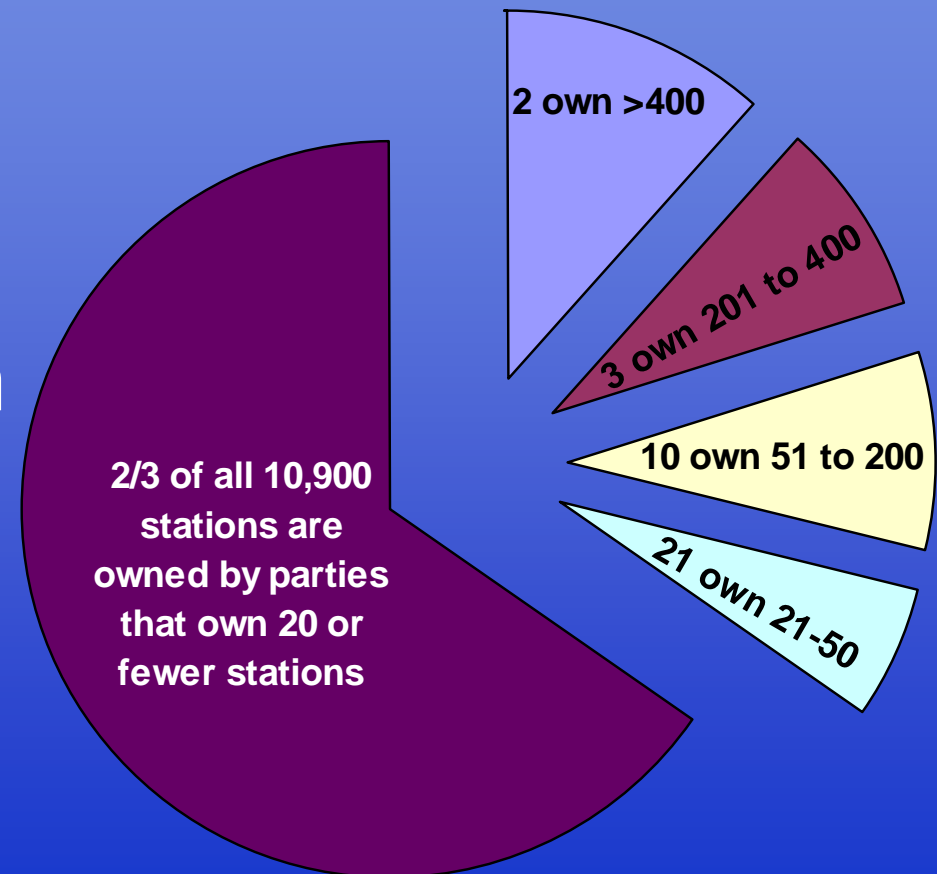 2 own >400
3 own 201 to 400
10 own 51 to 200
21 own 21-50
2/3 of all 10,900
stations are
owned by parties
that own 20 or
fewer stations